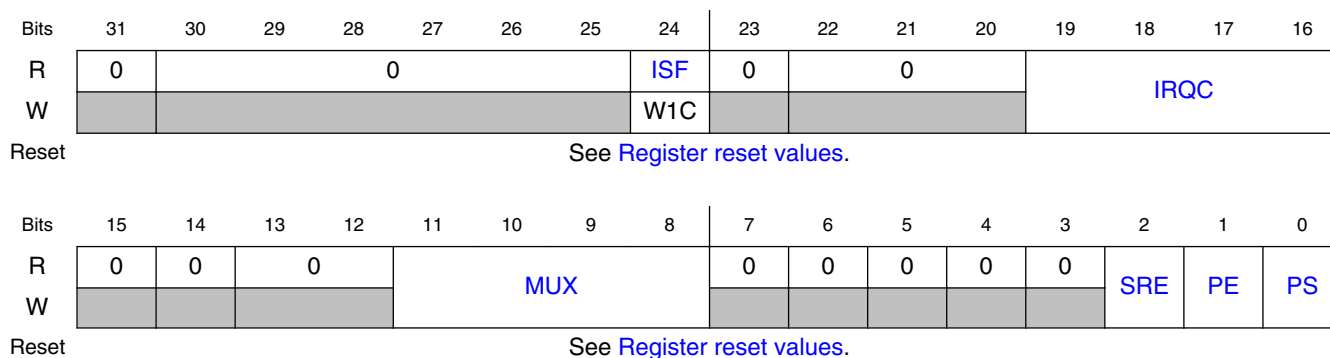 Bits 31 30 29 28 27 26 25 24 23 22 21 20 19 18 17 16
R 0 0 ISF 0 0 IRQC
W W1C
Reset See Register reset values.
Bits 15 14 13 12 11 10 9 8 7 6 5 4 3 2 1 0
R 0 0 0 MUX 0 0 0 0 0 SRE PE PS
W
Reset See Register reset values.